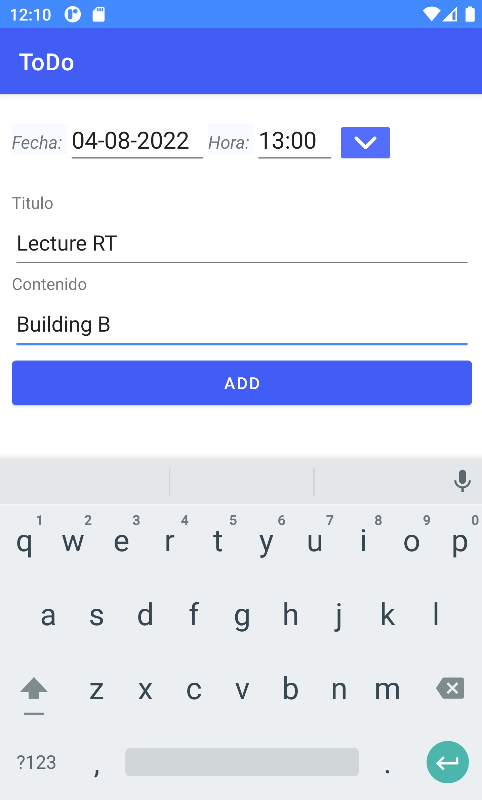 12:10
ToDo
Fecha: 04-08-2022 Hora: 13:00
Titulo
Lecture RT
Contenido
Building B
ADD
1 2 3 4 5 6 7 8 9 0
q w e r t y u i o p
a s d f g h j k l
z x c v b n m
?123 , .